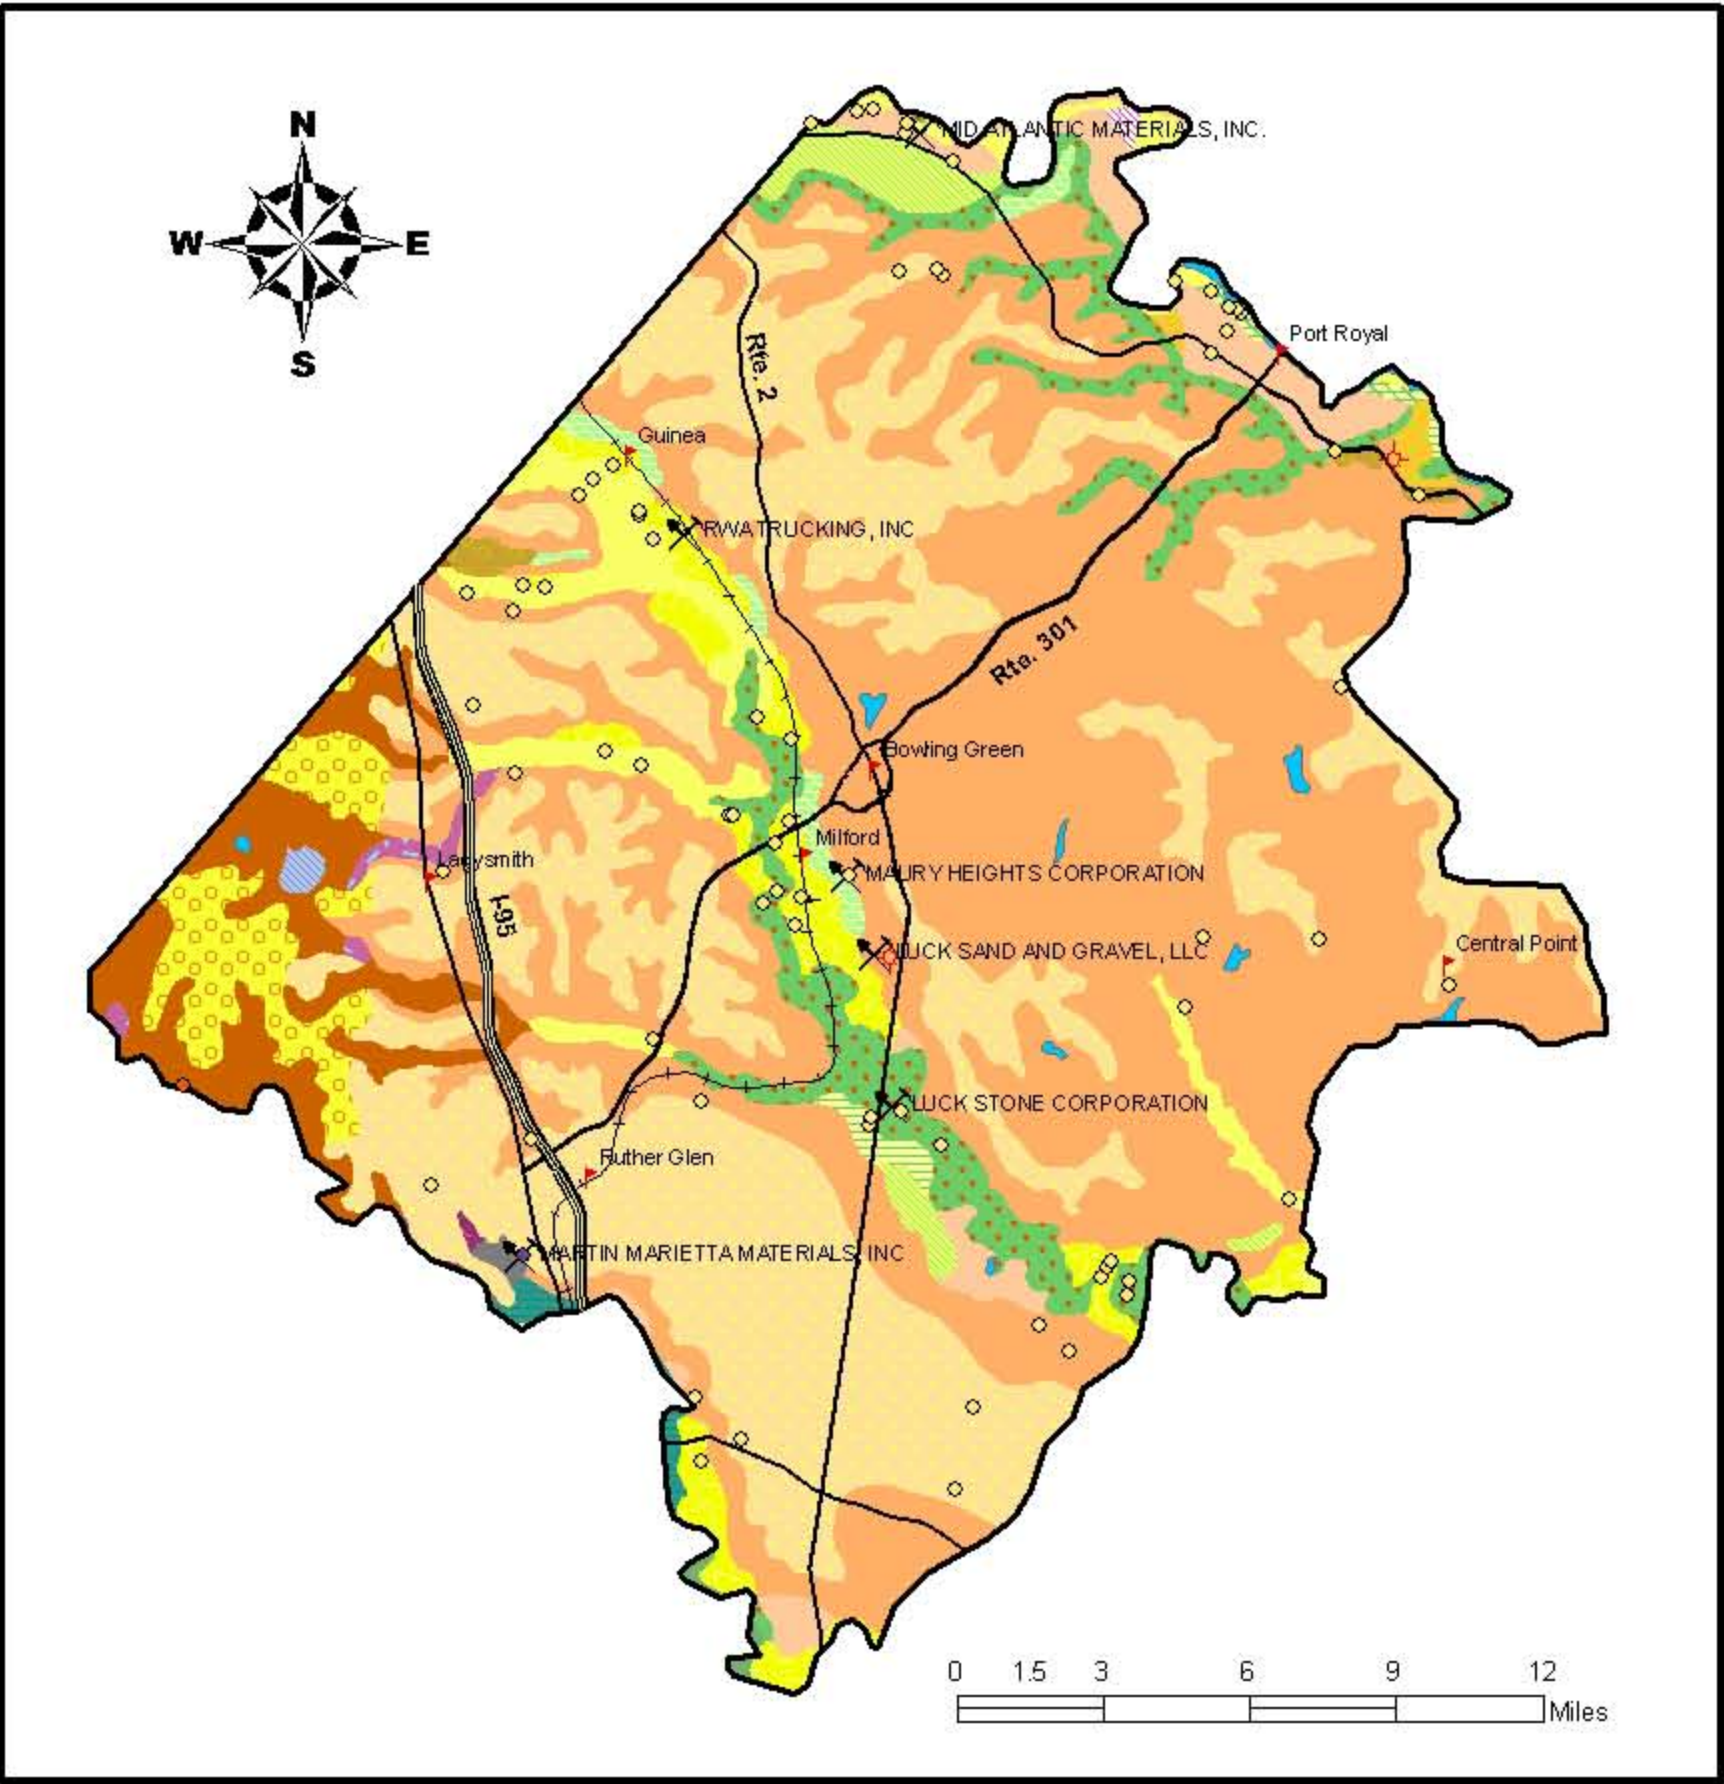 N
MID ATLANTIC MATERIALS, INC.
W
E
S
Port Royal
Rte. 2
Guinea
RWA TRUCKING, INC
Rte. 301
Bowling Green
Milford
Ladysmith
MAURY HEIGHTS CORPORATION
I-95
LUCK SAND AND GRAVEL, LLC
Central Point
LUCK STONE CORPORATION
Ruther Glen
MARTIN MARIETTA MATERIALS, INC
0 1.5 3 6 9 12
Miles